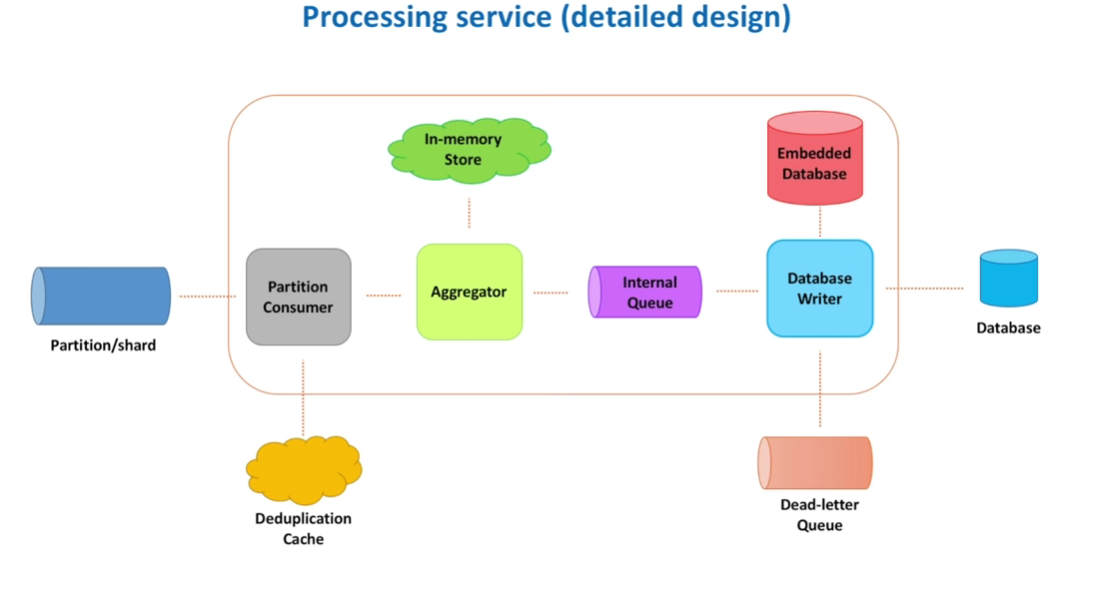 Processing service (detailed design)
In-memory
Store
Embedded
Database
Partition
Consumer
Aggregator
Internal
Queue
Database
Writer
Partition/shard
Database
Deduplication
Cache
Dead-letter
Queue